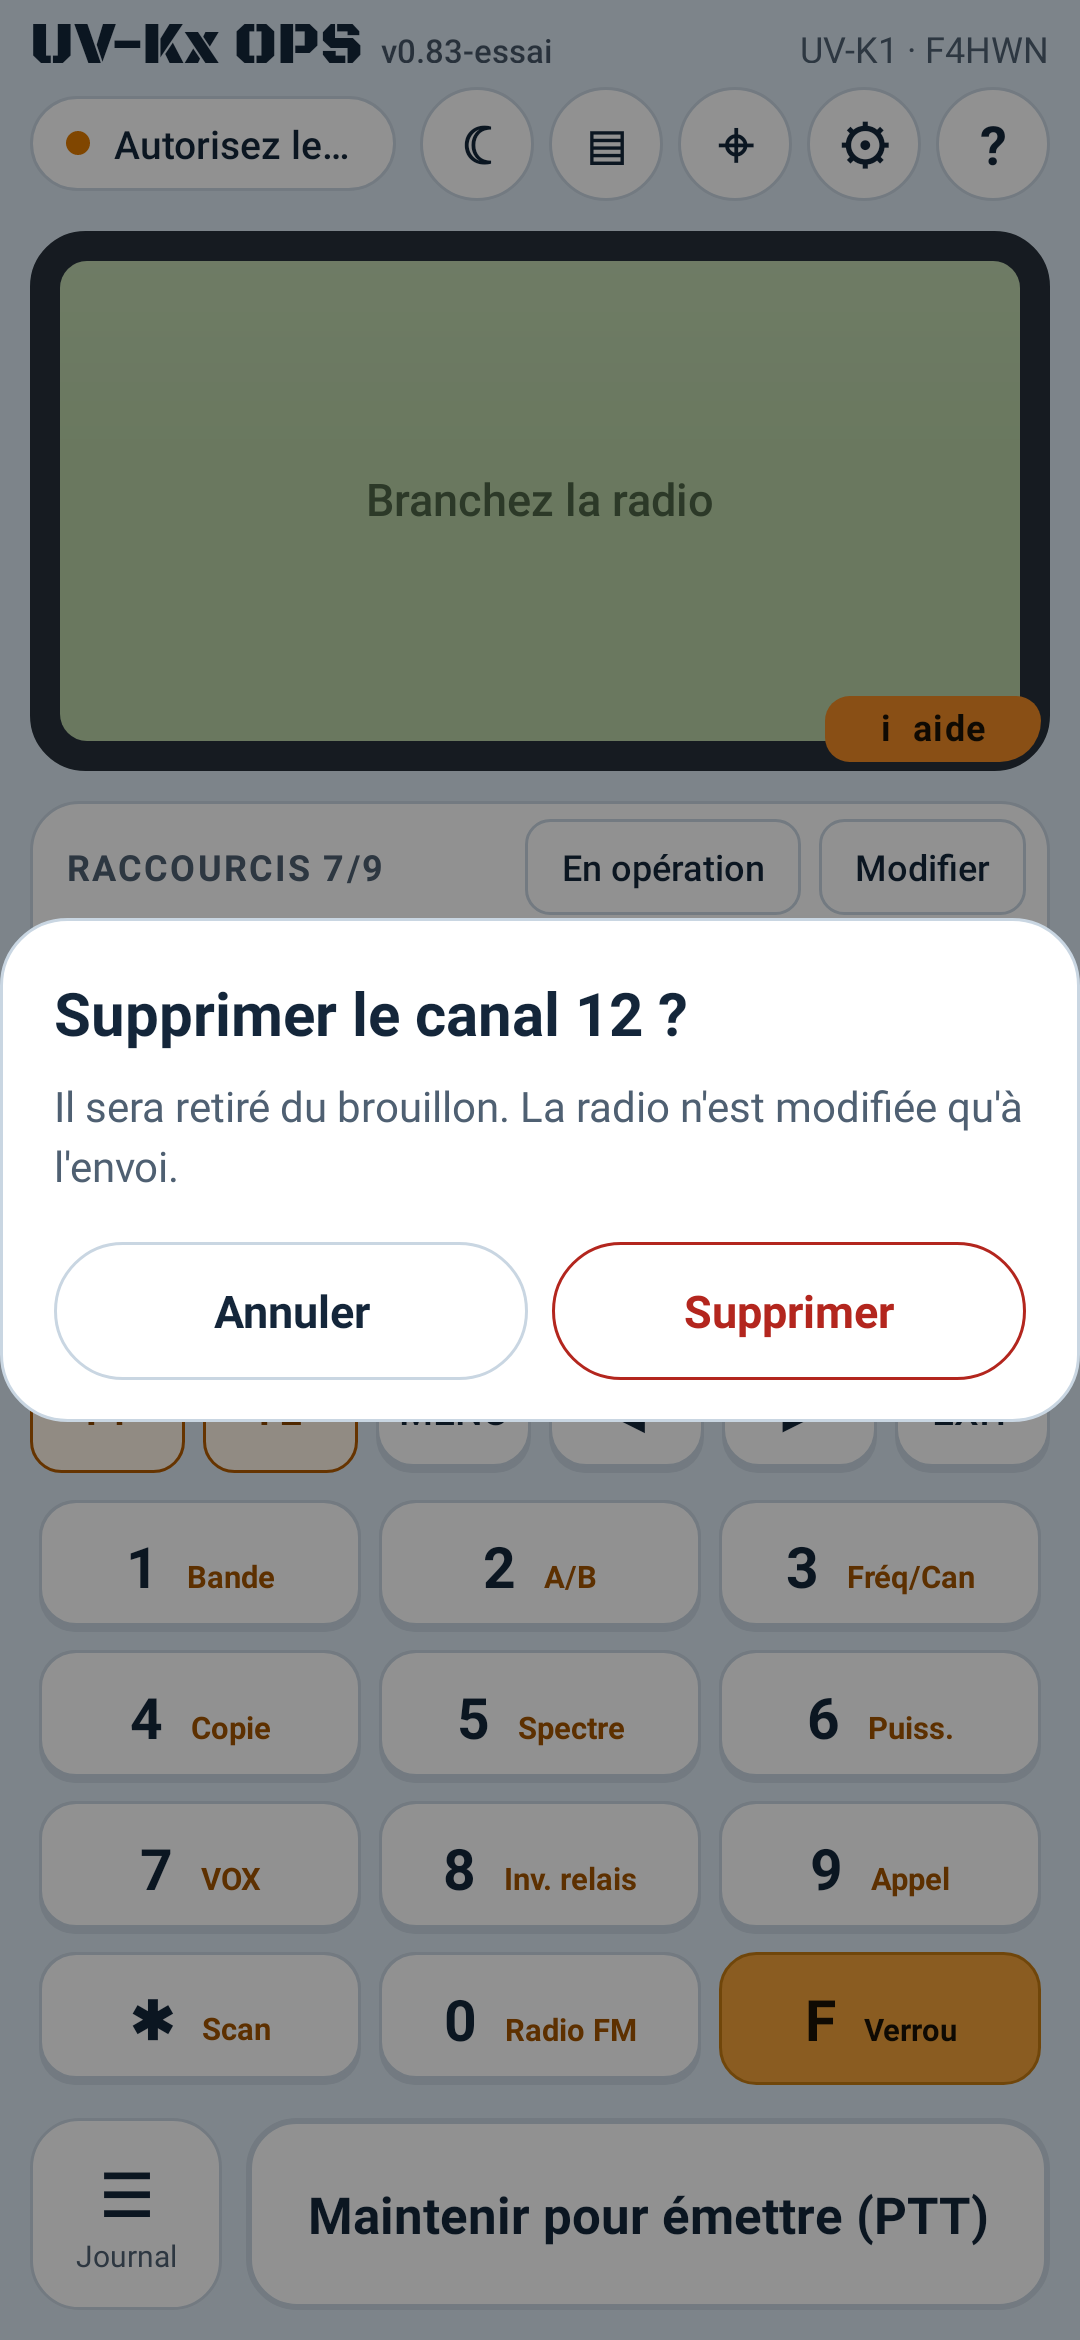 UV-Kx OPS v0.83-essai UV-K1 · F4HWN
Autorisez le... ?
Branchez la radio
i aide
RACCOURCIS 7/9 En opération Modifier
Supprimer le canal 12 ?
Il sera retiré du brouillon. La radio n'est modifiée qu'à
l'envoi.
Annuler Supprimer
1 Bande 2 A/B 3 Fréq/Can
4 Copie 5 Spectre 6 Puiss.
7 VOX 8 Inv. relais 9 Appel
✱ Scan 0 Radio FM F Verrou
Journal Maintenir pour émettre (PTT)